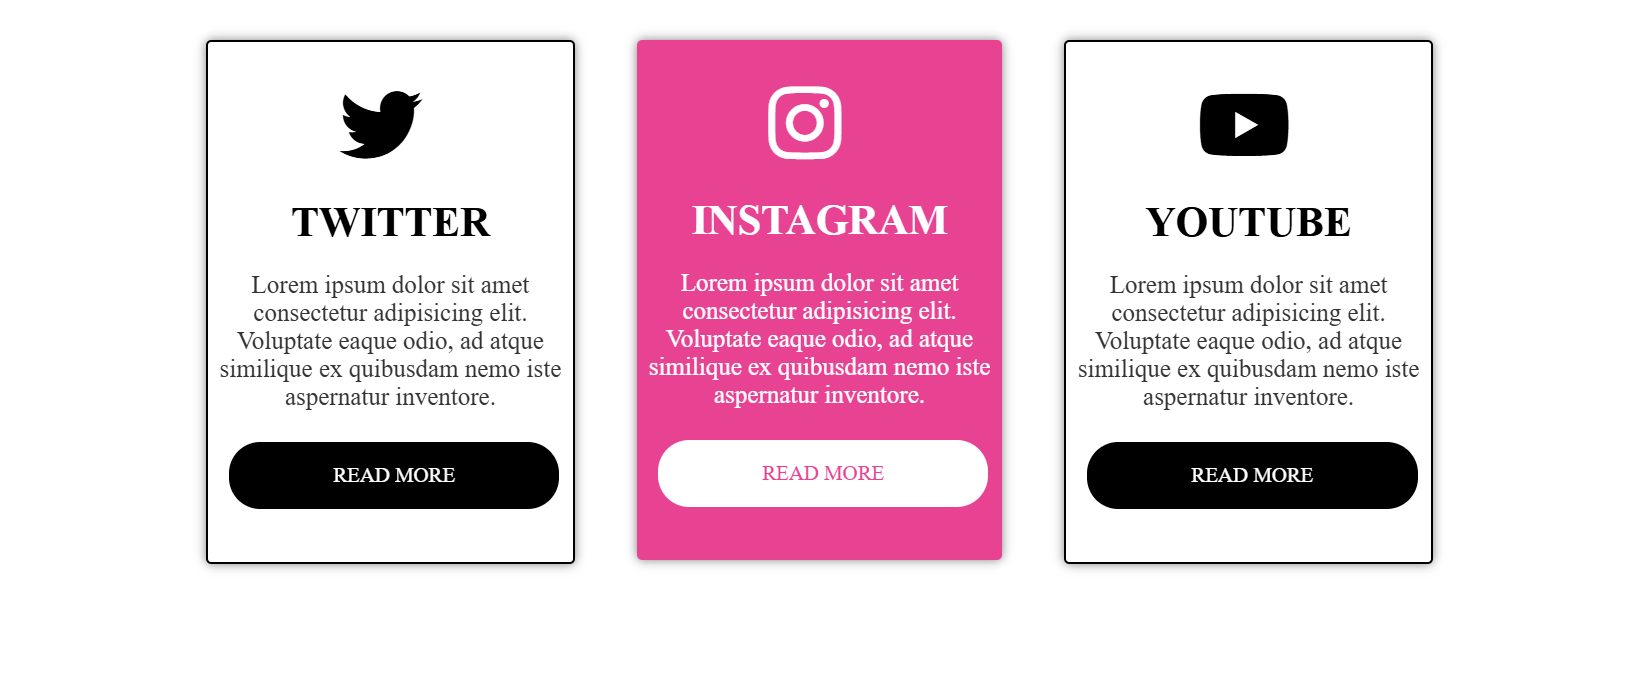 TWITTER
Lorem ipsum dolor sit amet
consectetur adipisicing elit.
Voluptate eaque odio, ad atque
similique ex quibusdam nemo iste
aspernatur inventore.
READ MORE
INSTAGRAM
Lorem ipsum dolor sit amet
consectetur adipisicing elit.
Voluptate eaque odio, ad atque
similique ex quibusdam nemo iste
aspernatur inventore.
READ MORE
YOUTUBE
Lorem ipsum dolor sit amet
consectetur adipisicing elit.
Voluptate eaque odio, ad atque
similique ex quibusdam nemo iste
aspernatur inventore.
READ MORE